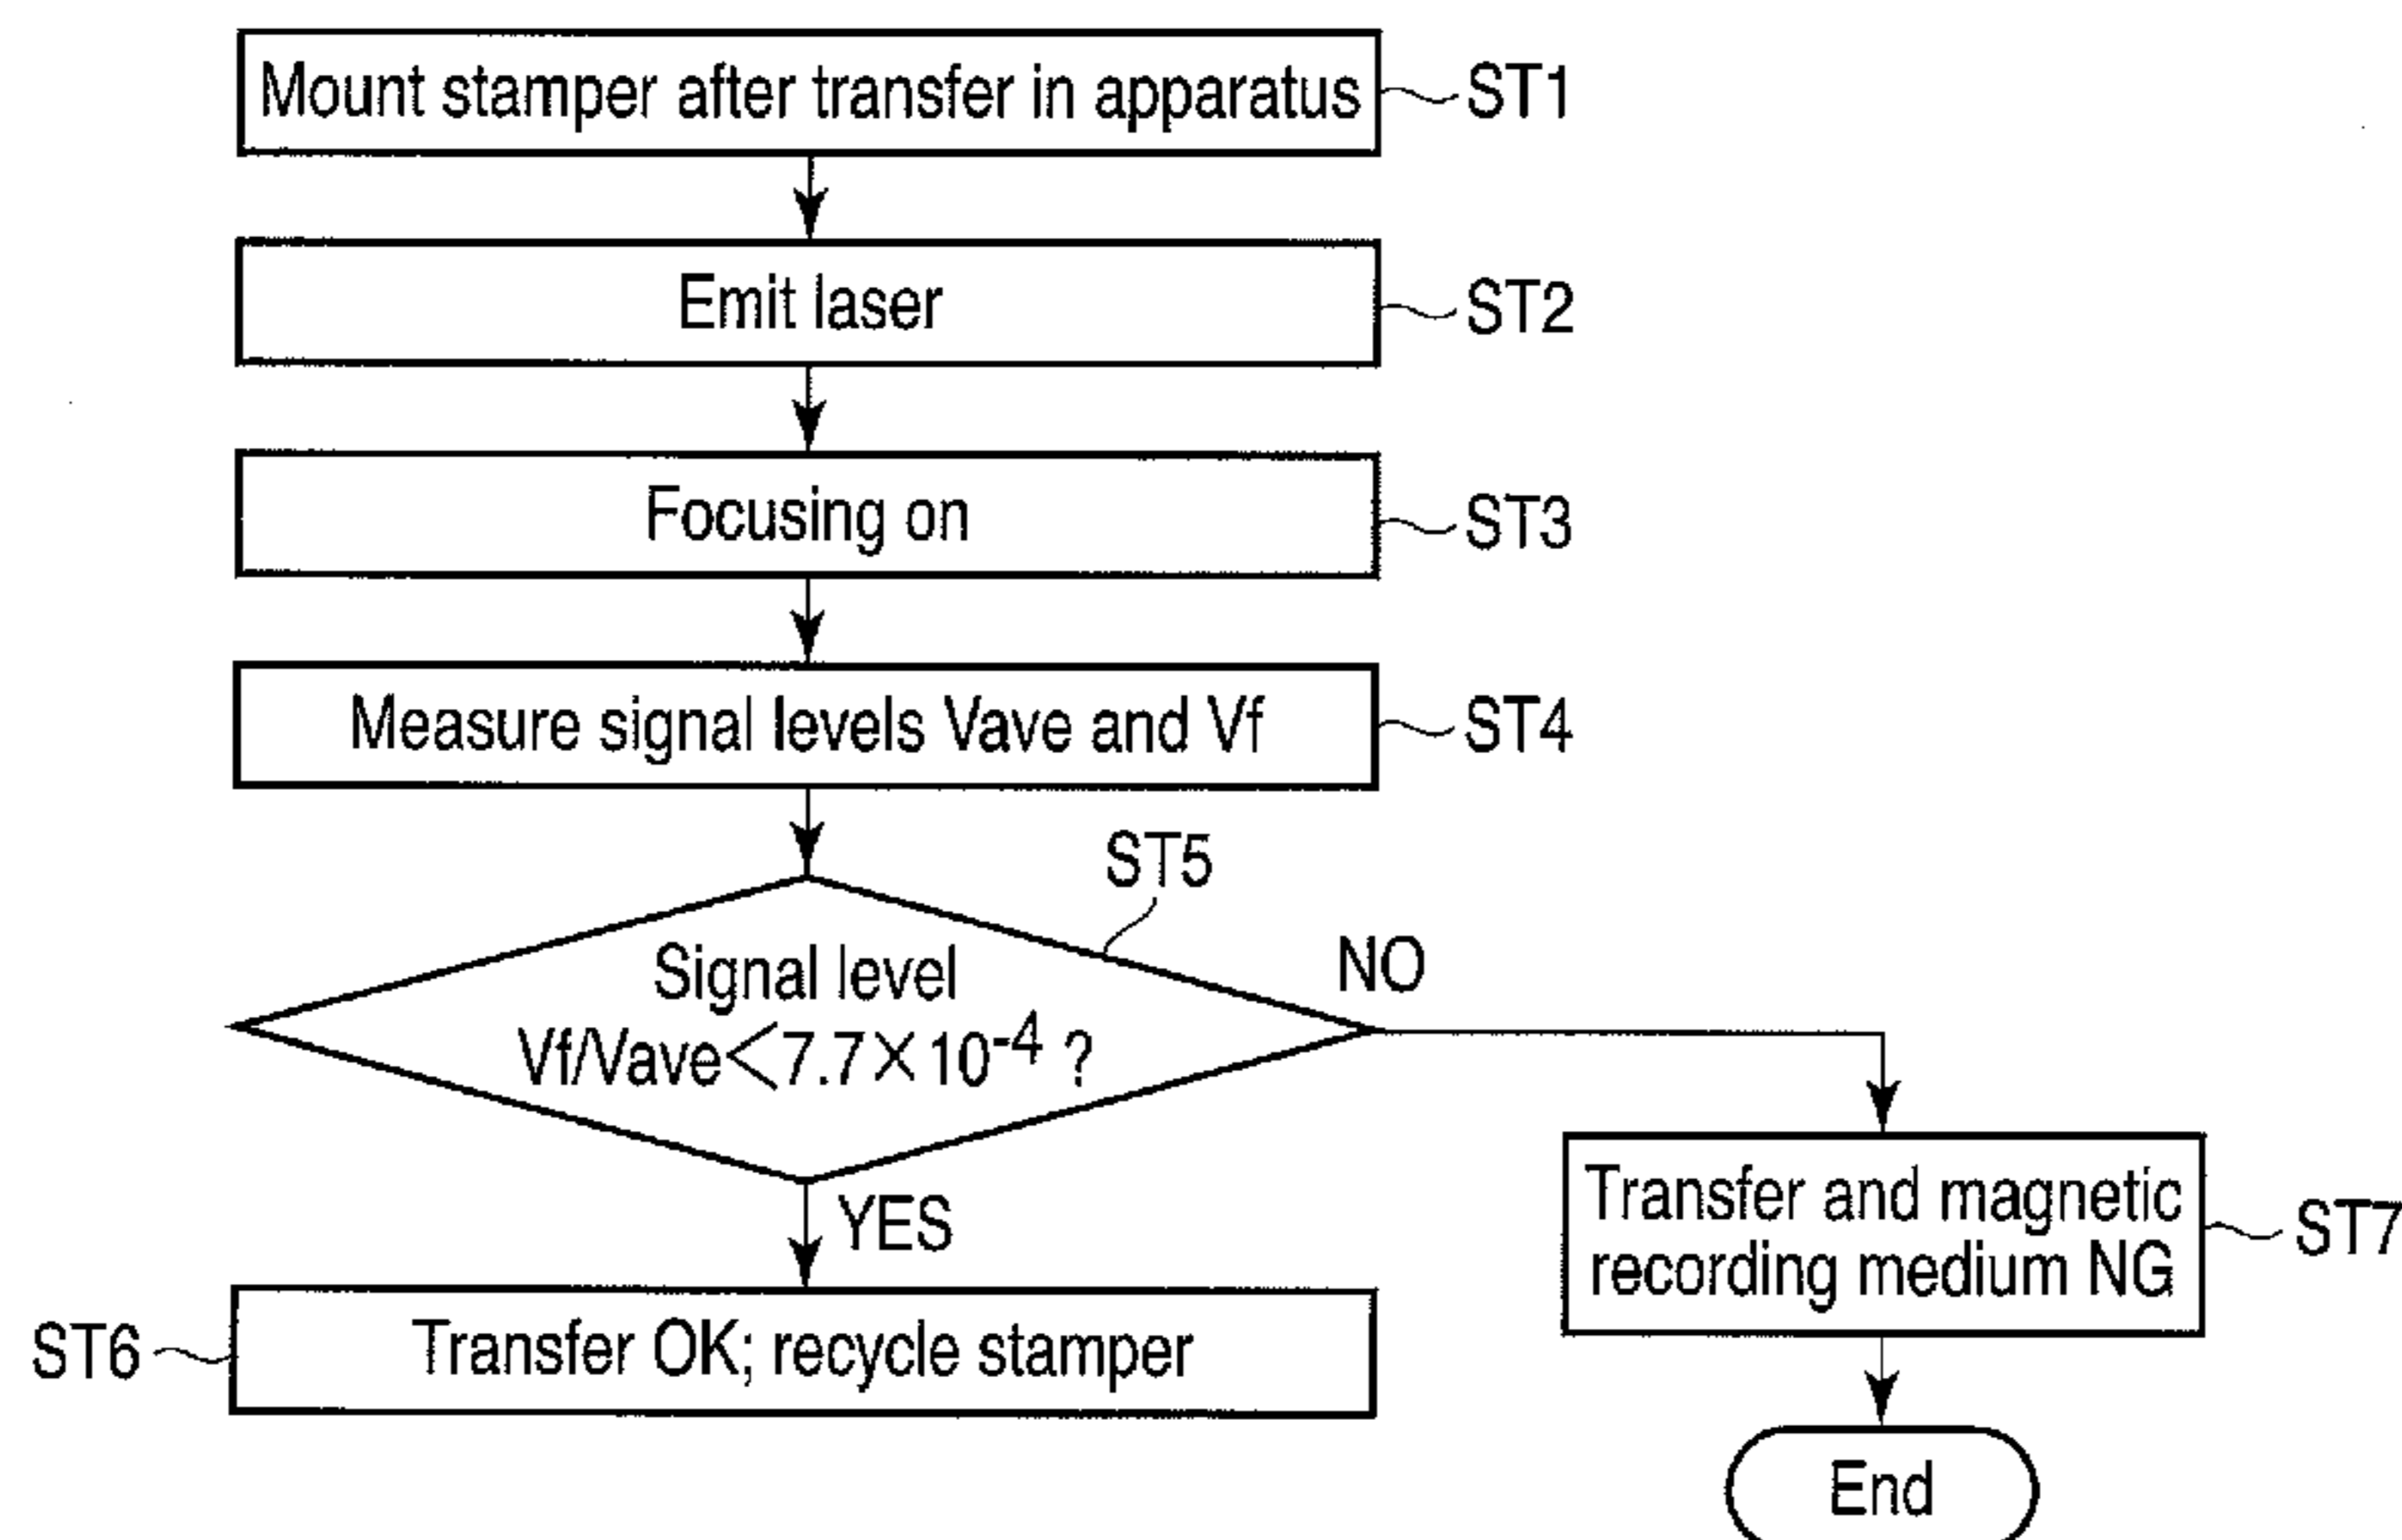 Mount stamper after transfer in apparatus
ST1
Emit laser
ST2
Focusing on
ST3
Measure signal levels Vave and Vf
ST4
ST5
Signal level
Vf/Vave<7.7×10⁻⁴ ?
NO
YES
Transfer and magnetic
recording medium NG
ST7
ST6
Transfer OK; recycle stamper
End